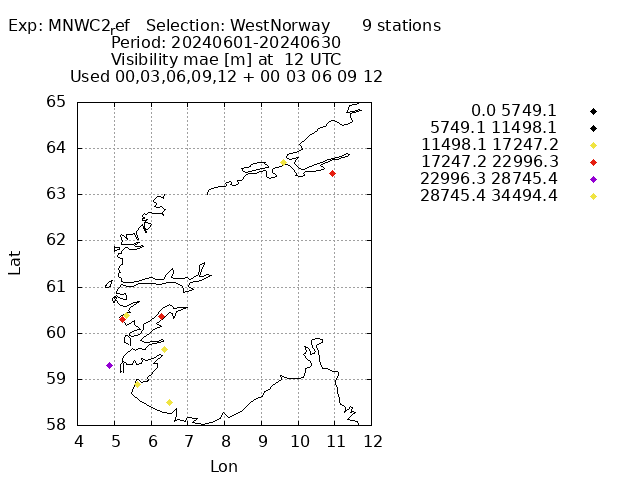 Exp: MNWC2ref   Selection: WestNorway      9 stations
Period: 20240601-20240630
Visibility mae [m] at  12 UTC
Used 00,03,06,09,12 + 00 03 06 09 12
0.0 5749.1
5749.1 11498.1
11498.1 17247.2
17247.2 22996.3
22996.3 28745.4
28745.4 34494.4
65
64
63
62
61
60
59
58
Lat
4 5 6 7 8 9 10 11 12
Lon